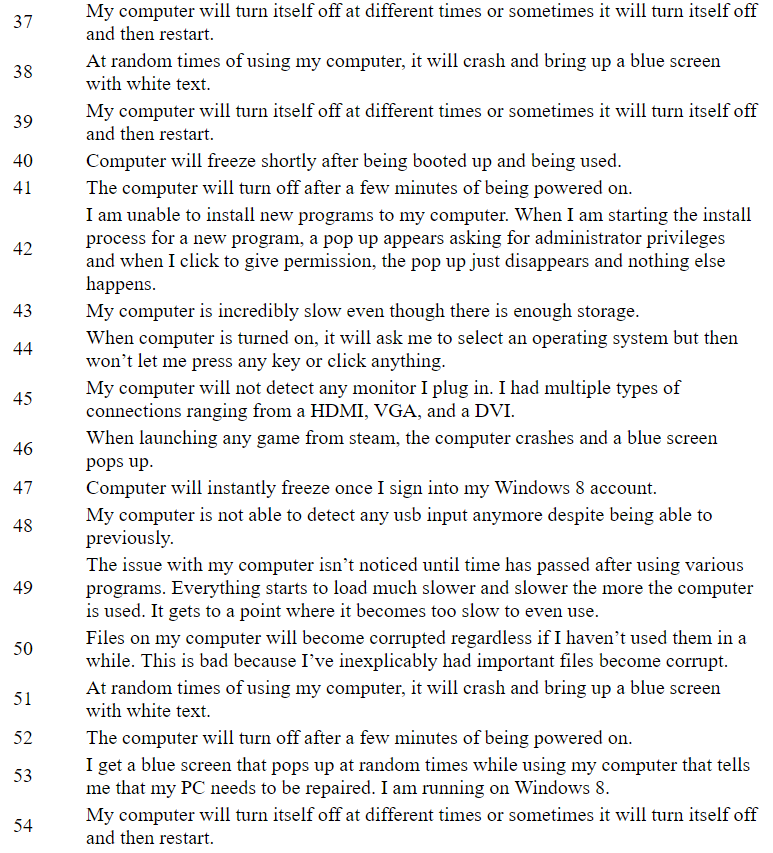 37
My computer will turn itself off at different times or sometimes it will turn itself off
and then restart.
38
At random times of using my computer, it will crash and bring up a blue screen
with white text.
39
My computer will turn itself off at different times or sometimes it will turn itself off
and then restart.
40 Computer will freeze shortly after being booted up and being used.
41 The computer will turn off after a few minutes of being powered on.
42
I am unable to install new programs to my computer. When I am starting the install
process for a new program, a pop up appears asking for administrator privileges
and when I click to give permission, the pop up just disappears and nothing else
happens.
43 My computer is incredibly slow even though there is enough storage.
44
When computer is turned on, it will ask me to select an operating system but then
won’t let me press any key or click anything.
45
My computer will not detect any monitor I plug in. I had multiple types of
connections ranging from a HDMI, VGA, and a DVI.
46
When launching any game from steam, the computer crashes and a blue screen
pops up.
47 Computer will instantly freeze once I sign into my Windows 8 account.
48
My computer is not able to detect any usb input anymore despite being able to
previously.
49
The issue with my computer isn’t noticed until time has passed after using various
programs. Everything starts to load much slower and slower the more the computer
is used. It gets to a point where it becomes too slow to even use.
50
Files on my computer will become corrupted regardless if I haven’t used them in a
while. This is bad because I’ve inexplicably had important files become corrupt.
51
At random times of using my computer, it will crash and bring up a blue screen
with white text.
52 The computer will turn off after a few minutes of being powered on.
53
I get a blue screen that pops up at random times while using my computer that tells
me that my PC needs to be repaired. I am running on Windows 8.
54
My computer will turn itself off at different times or sometimes it will turn itself off
and then restart.